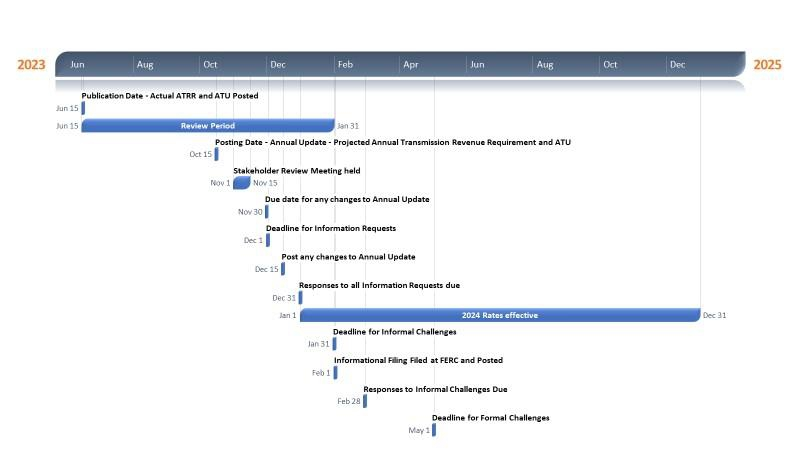 2023 Jun Aug Oct Dec Feb Apr Jun Aug Oct Dec 2025
Publication Date - Actual ATRR and ATU Posted
Jun 15
Jun 15 Review Period Jan 31
Posting Date - Annual Update - Projected Annual Transmission Revenue Requirement and ATU
Oct 15
Stakeholder Review Meeting held
Nov 1 Nov 15
Due date for any changes to Annual Update
Nov 30
Deadline for Information Requests
Dec 1
Post any changes to Annual Update
Dec 15
Responses to all Information Requests due
Dec 31
Jan 1 2024 Rates effective Dec 31
Deadline for Informal Challenges
Jan 31
Informational Filing Filed at FERC and Posted
Feb 1
Responses to Informal Challenges Due
Feb 28
Deadline for Formal Challenges
May 1